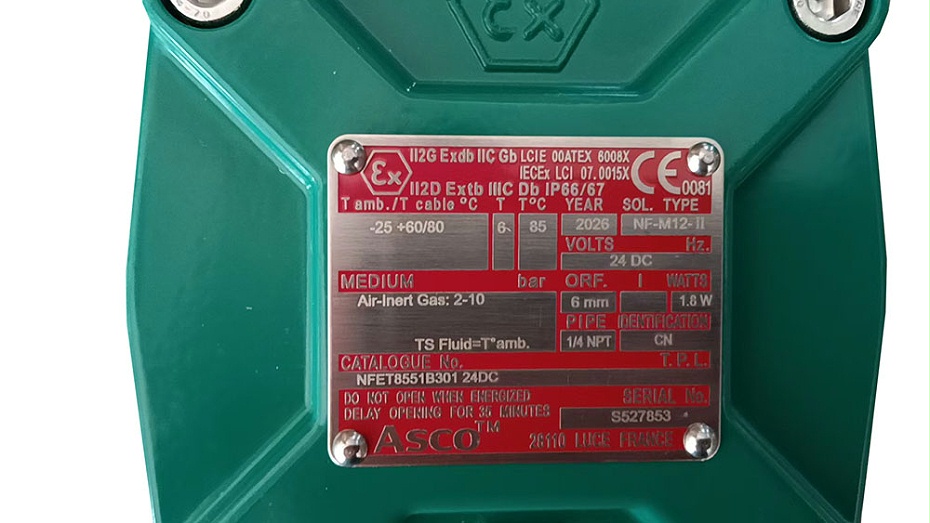 εx
II2G Exdb IIC Gb LCIE 00ATEX 6008X
IECEx LCI 07.0015X
CE 0081
εx
II2D Extb IIIC Db IP66/67
T amb./T cable °C T T°C YEAR SOL. TYPE
-25 +60/80 6 85 2026 NF-M12-II
VOLTS Hz.
24 DC
MEDIUM bar ORF. I WATTS
Air-Inert Gas: 2-10 6 mm 1.8 W
PIPE IDENTIFICATION
TS Fluid=T°amb. 1/4 NPT CN
CATALOGUE No. T.P.L.
NFET8551B301 24DC
DO NOT OPEN WHEN ENERGIZED SERIAL No.
DELAY OPENING FOR 35 MINUTES S527853
ASCO™ 28110 LUCE FRANCE